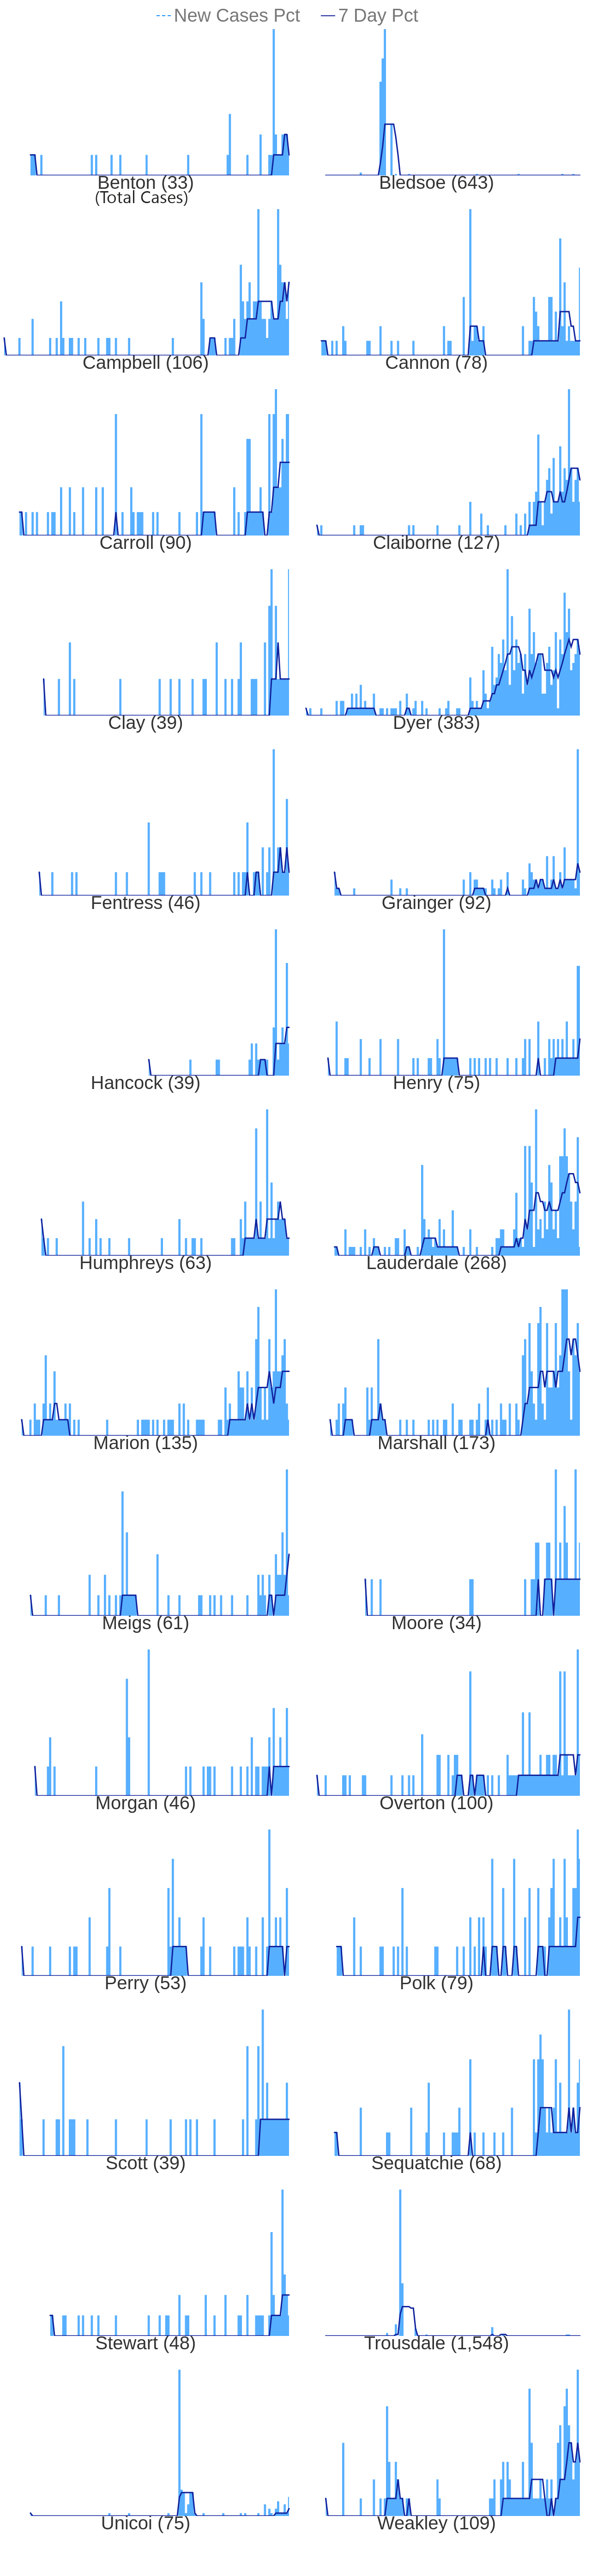 New Cases Pct 7 Day Pct
Benton (33) Bledsoe (643)
(Total Cases)
Campbell (106) Cannon (78)
Carroll (90) Claiborne (127)
Clay (39) Dyer (383)
Fentress (46) Grainger (92)
Hancock (39) Henry (75)
Humphreys (63) Lauderdale (268)
Marion (135) Marshall (173)
Meigs (61) Moore (34)
Morgan (46) Overton (100)
Perry (53) Polk (79)
Scott (39) Sequatchie (68)
Stewart (48) Trousdale (1,548)
Unicoi (75) Weakley (109)